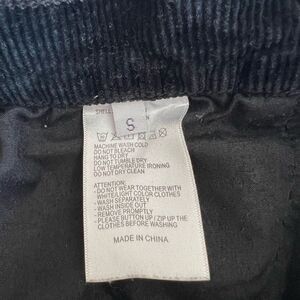 SHELL
S
MACHINE WASH COLD
DO NOT BLEACH
HANG TO DRY
DO NOT TUMBLE DRY
LOW TEMPERATURE IRONING
DO NOT DRY CLEAN
ATTENTION:
- DO NOT WEAR TOGETHER WITH
WHITE/LIGHT COLOR CLOTHES
- WASH SEPARATELY
- WASH INSIDE OUT
- REMOVE PROMPTLY
- PLEASE BUTTON UP / ZIP UP THE
CLOTHES BEFORE WASHING
MADE IN CHINA